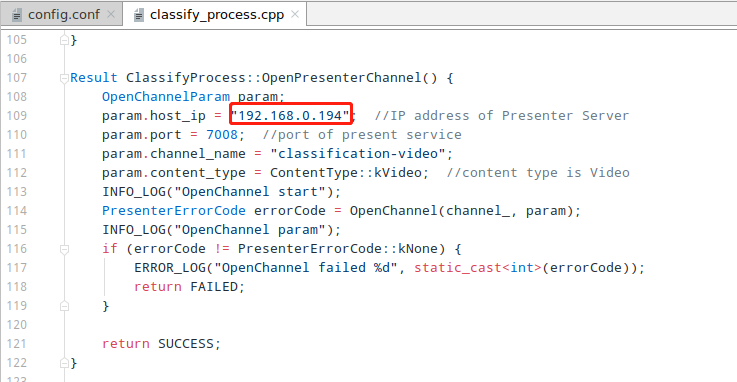 config.conf × classify_process.cpp ×
105 }
106
107 Result ClassifyProcess::OpenPresenterChannel() {
108     OpenChannelParam param;
109     param.host_ip = "192.168.0.194";  //IP address of Presenter Server
110     param.port = 7008;  //port of present service
111     param.channel_name = "classification-video";
112     param.content_type = ContentType::kVideo;  //content type is Video
113     INFO_LOG("OpenChannel start");
114     PresenterErrorCode errorCode = OpenChannel(channel_, param);
115     INFO_LOG("OpenChannel param");
116     if (errorCode != PresenterErrorCode::kNone) {
117         ERROR_LOG("OpenChannel failed %d", static_cast<int>(errorCode));
118         return FAILED;
119     }
120
121     return SUCCESS;
122 }